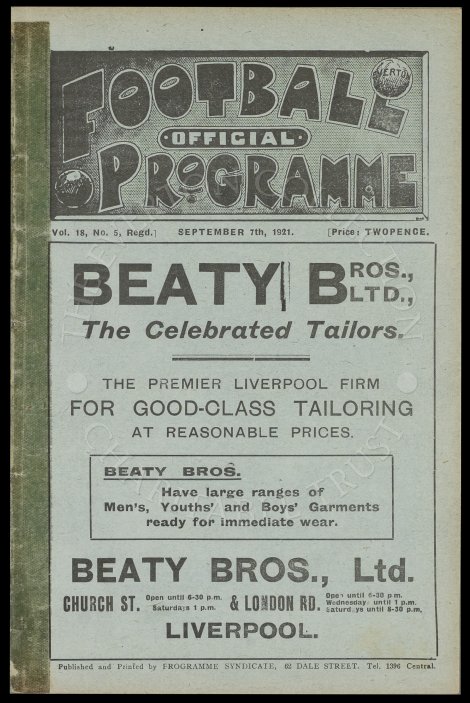 EVERTON
FOOTBALL
OFFICIAL
PROGRAMME
Vol. 18, No. 5, Regd.] SEPTEMBER 7th, 1921. [Price: TWOPENCE.
BEATY BROS., LTD.,
The Celebrated Tailors.
THE PREMIER LIVERPOOL FIRM
FOR GOOD-CLASS TAILORING
AT REASONABLE PRICES.
BEATY BROS.
Have large ranges of
Men's, Youths' and Boys' Garments
ready for immediate wear.
BEATY BROS., Ltd.
CHURCH ST. Open until 6-30 p.m. Saturdays 1 p.m. & LONDON RD. Open until 6-30 p.m. Wednesdays until 1 p.m. Saturdays until 8-30 p.m.
LIVERPOOL.
Published and Printed by PROGRAMME SYNDICATE, 62 DALE STREET. Tel. 1396 Central.